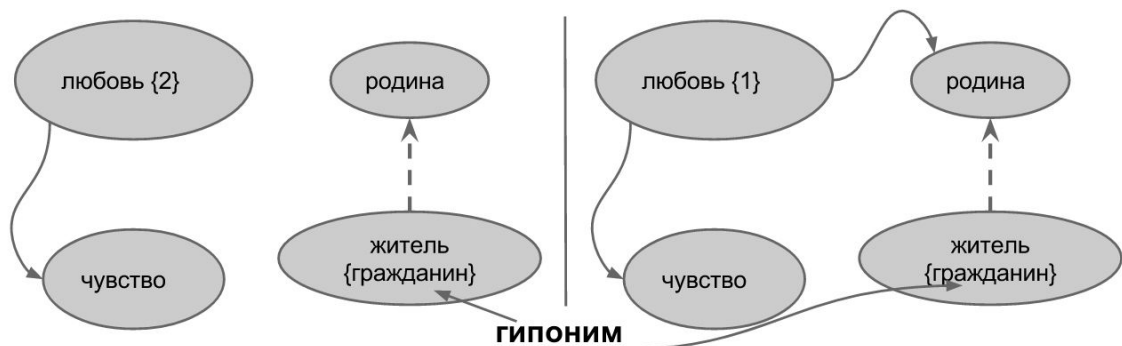 любовь {2}
родина
любовь {1}
родина
чувство
житель
{гражданин}
чувство
житель
{гражданин}
гипоним